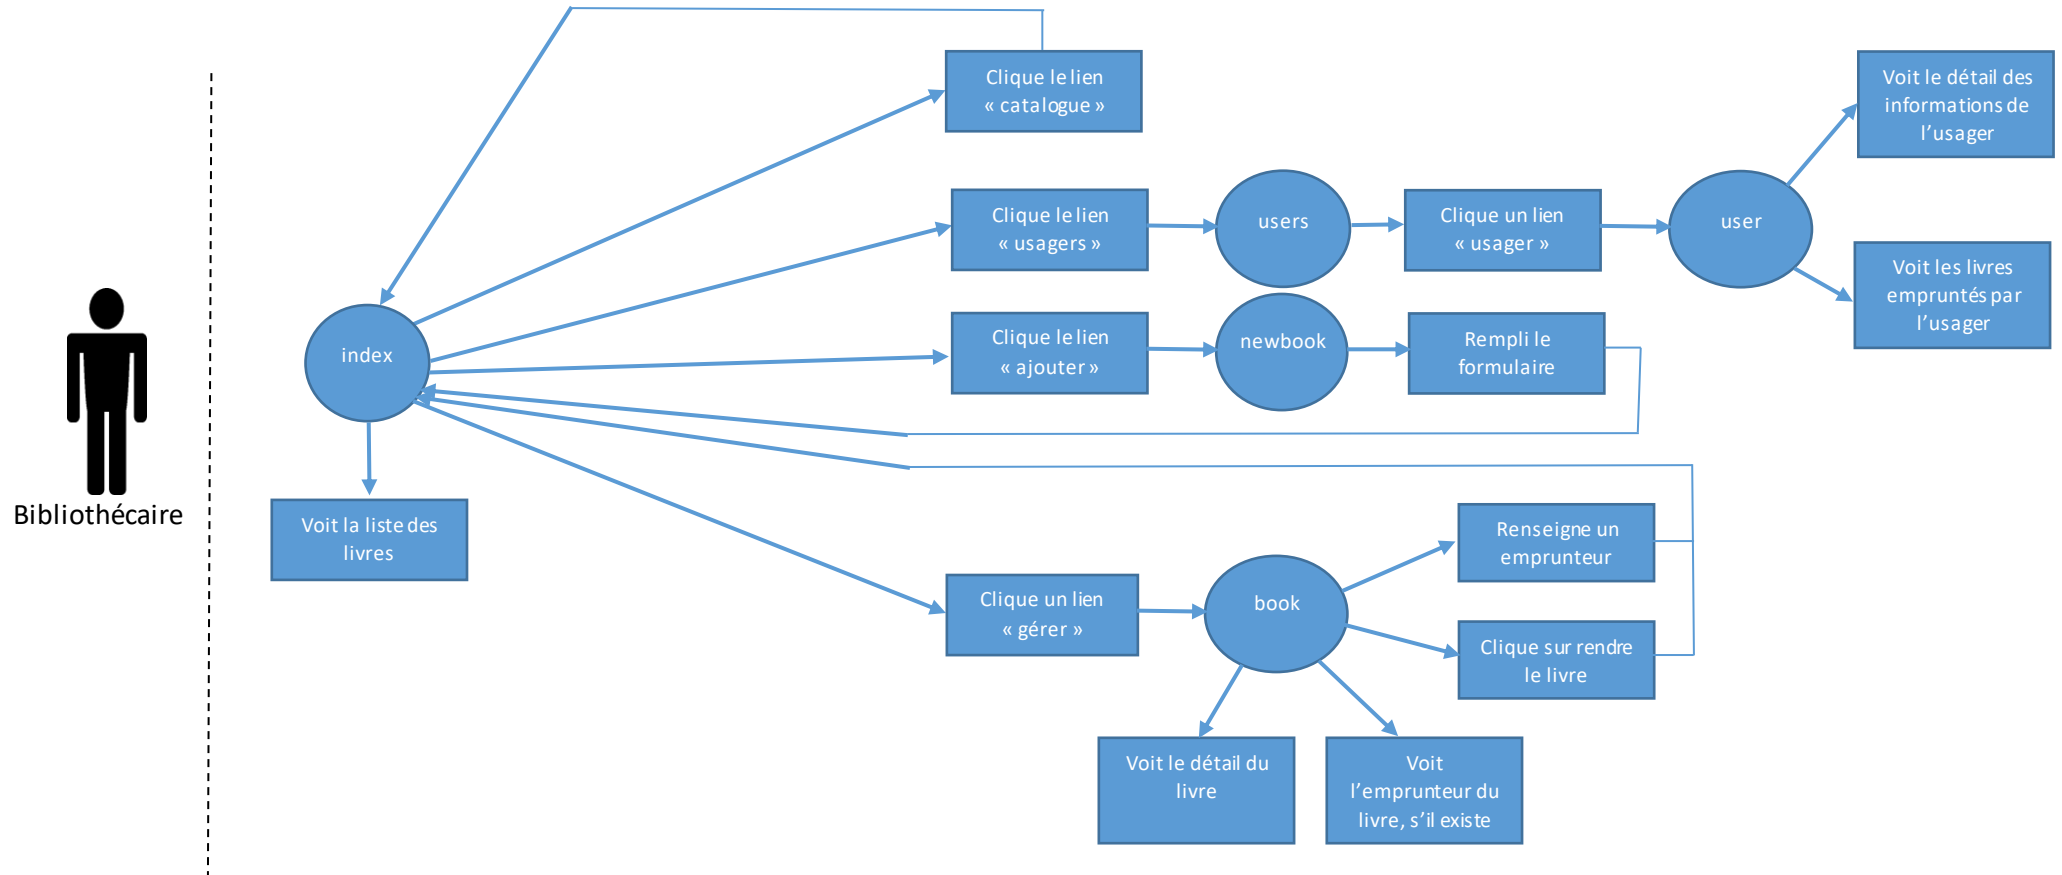 Clique le lien
« catalogue »
Voit le détail des
informations de
l’usager
Clique le lien
« usagers »
users
Clique un lien
« usager »
user
Voit les livres
empruntés par
l’usager
index
Clique le lien
« ajouter »
newbook
Rempli le
formulaire
Bibliothécaire
Voit la liste des
livres
Renseigne un
emprunteur
Clique un lien
« gérer »
book
Clique sur rendre
le livre
Voit le détail du
livre
Voit
l’emprunteur du
livre, s’il existe